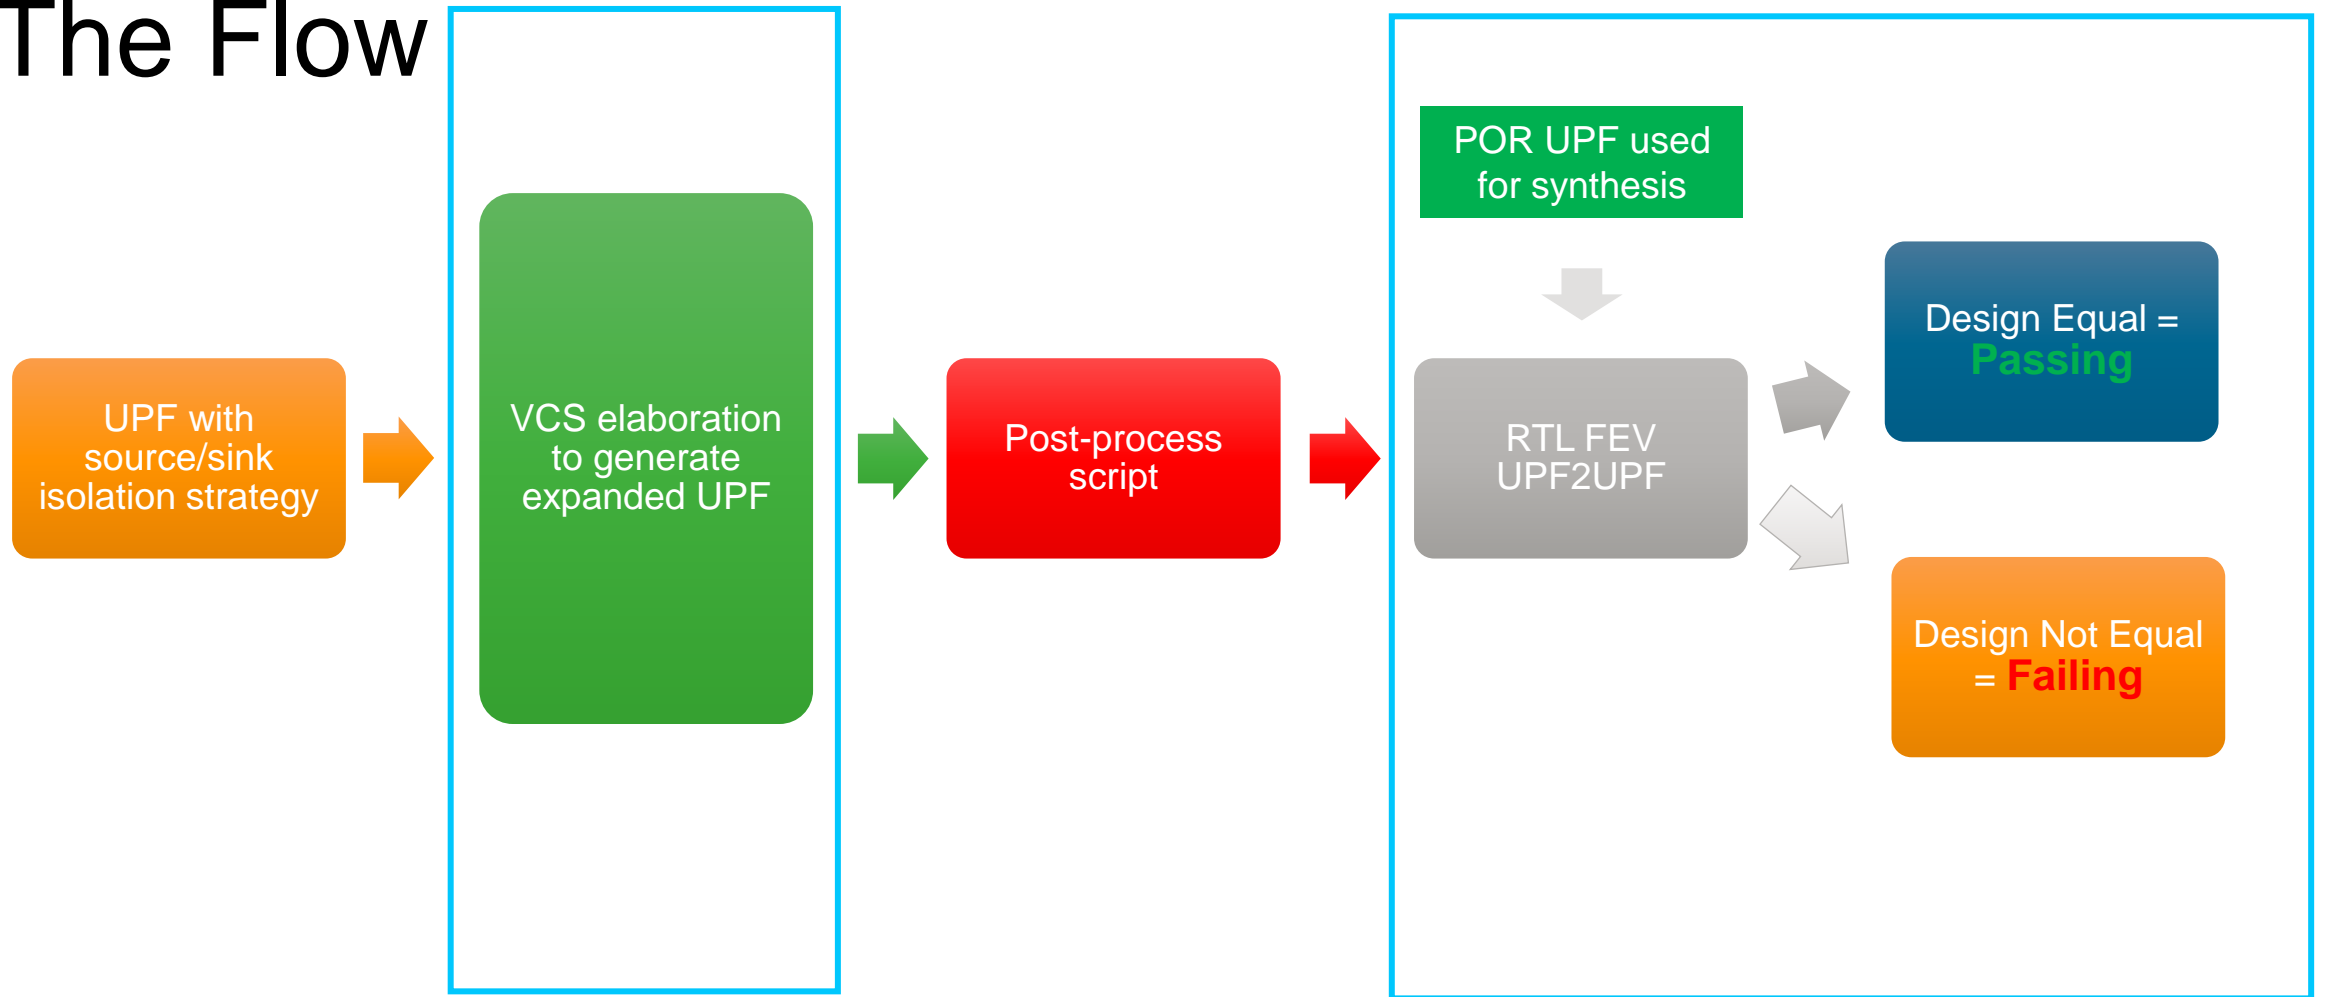 The Flow
UPF with
source/sink
isolation strategy
VCS elaboration
to generate
expanded UPF
Post-process
script
POR UPF used
for synthesis
RTL FEV
UPF2UPF
Design Equal =
Passing
Design Not Equal
= Failing